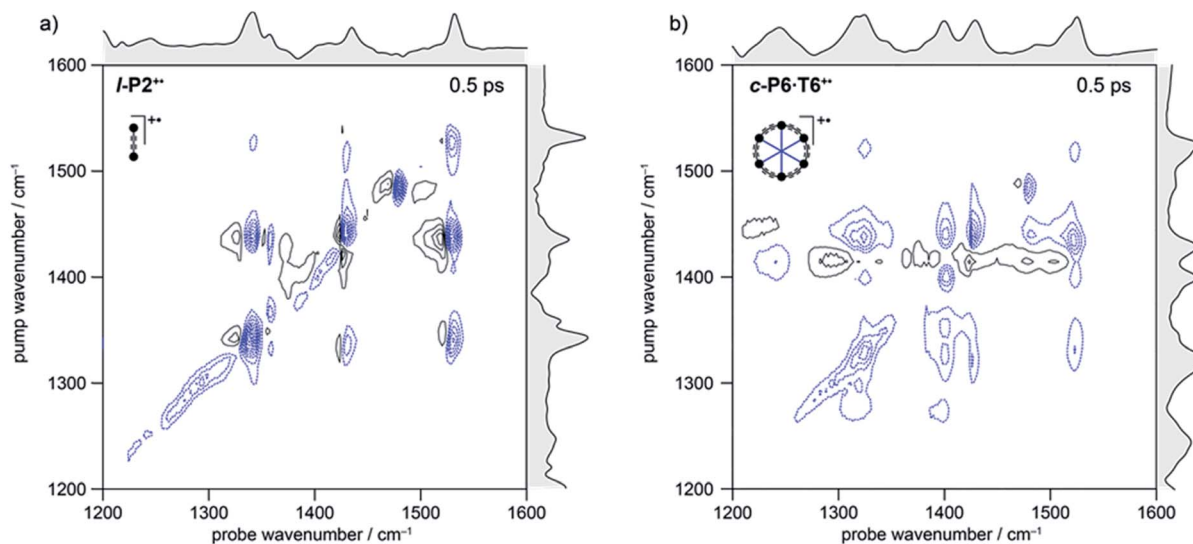 a)
l-P2+•
0.5 ps
+•
pump wavenumber / cm−1
1600
1500
1400
1300
1200
1200 1300 1400 1500 1600
probe wavenumber / cm−1
b)
c-P6·T6+•
0.5 ps
+•
pump wavenumber / cm−1
1600
1500
1400
1300
1200
1200 1300 1400 1500 1600
probe wavenumber / cm−1